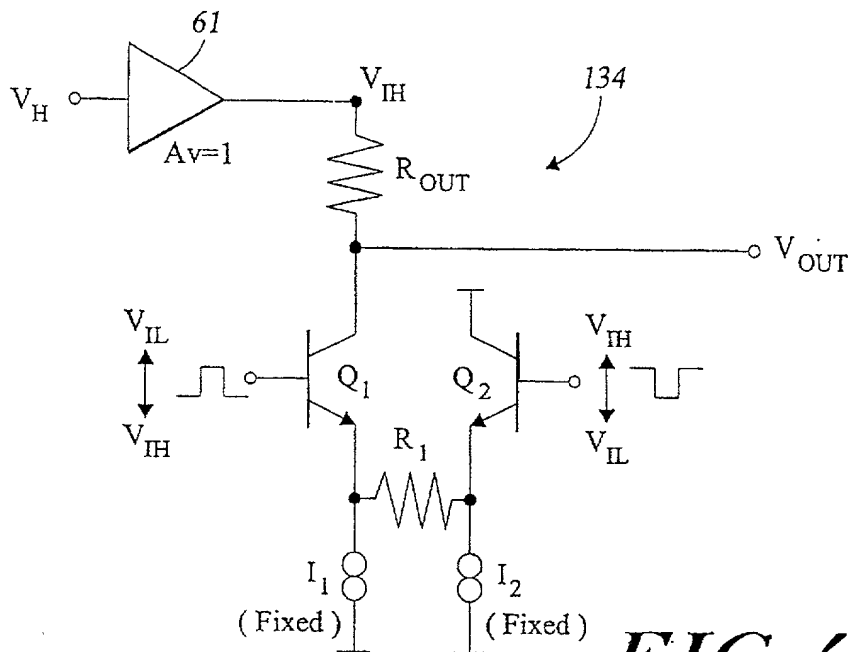 61
V_H
Av=1
V_IH
134
R_OUT
V_OUT
V_IL
V_IH
Q_1
Q_2
V_IH
V_IL
R_1
I_1
(Fixed)
I_2
(Fixed)